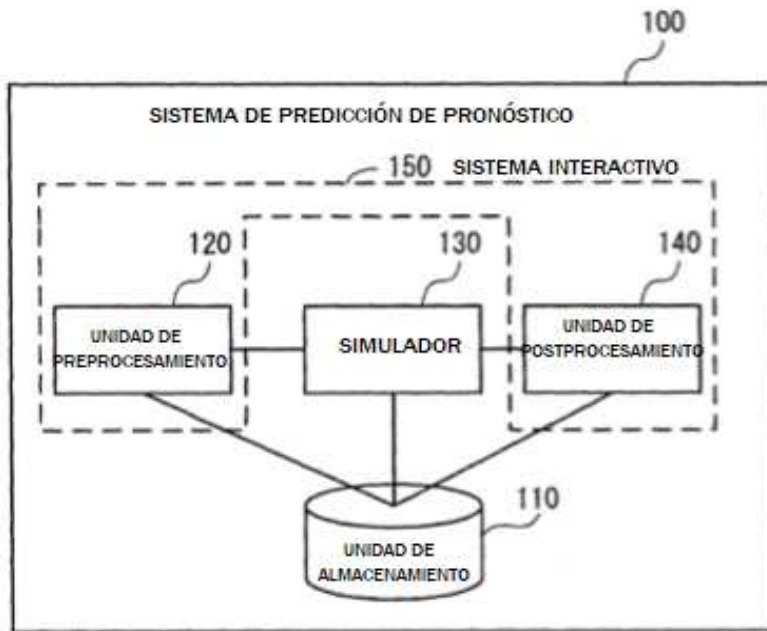 100
SISTEMA DE PREDICCIÓN DE PRONÓSTICO
150 SISTEMA INTERACTIVO
120
130
140
UNIDAD DE
PREPROCESAMIENTO
SIMULADOR
UNIDAD DE
POSTPROCESAMIENTO
110
UNIDAD DE
ALMACENAMIENTO